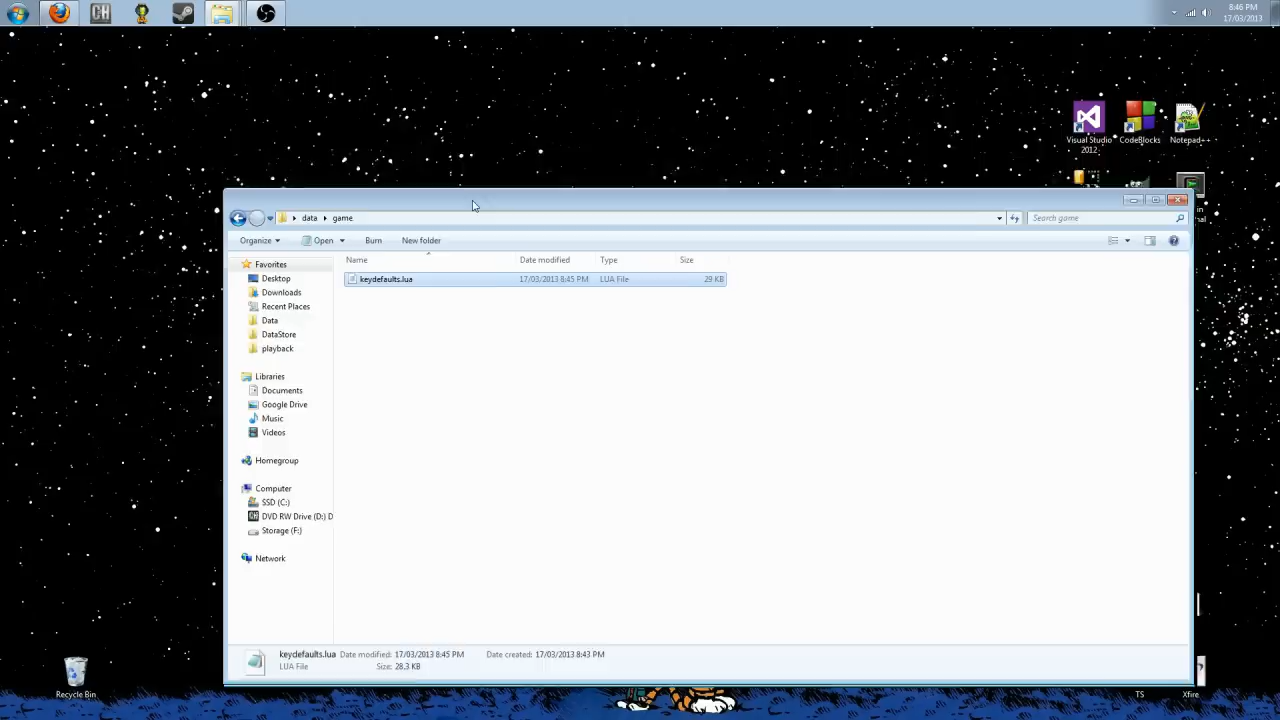 CH
8:46 PM
17/03/2013
Visual Studio
2012
CodeBlocks
Notepad++
data
game
Search game
Organize
Open
Burn
New folder
Name
Date modified
Type
Size
keydefaults.lua
17/03/2013 8:45 PM
LUA File
29 KB
Favorites
Desktop
Downloads
Recent Places
Data
DataStore
playback
Libraries
Documents
Google Drive
Music
Videos
Homegroup
Computer
SSD (C:)
DVD RW Drive (D:) D
Storage (F:)
Network
keydefaults.lua Date modified: 17/03/2013 8:45 PM Date created: 17/03/2013 8:43 PM
LUA File Size: 28.3 KB
Recycle Bin
TS
Xfire